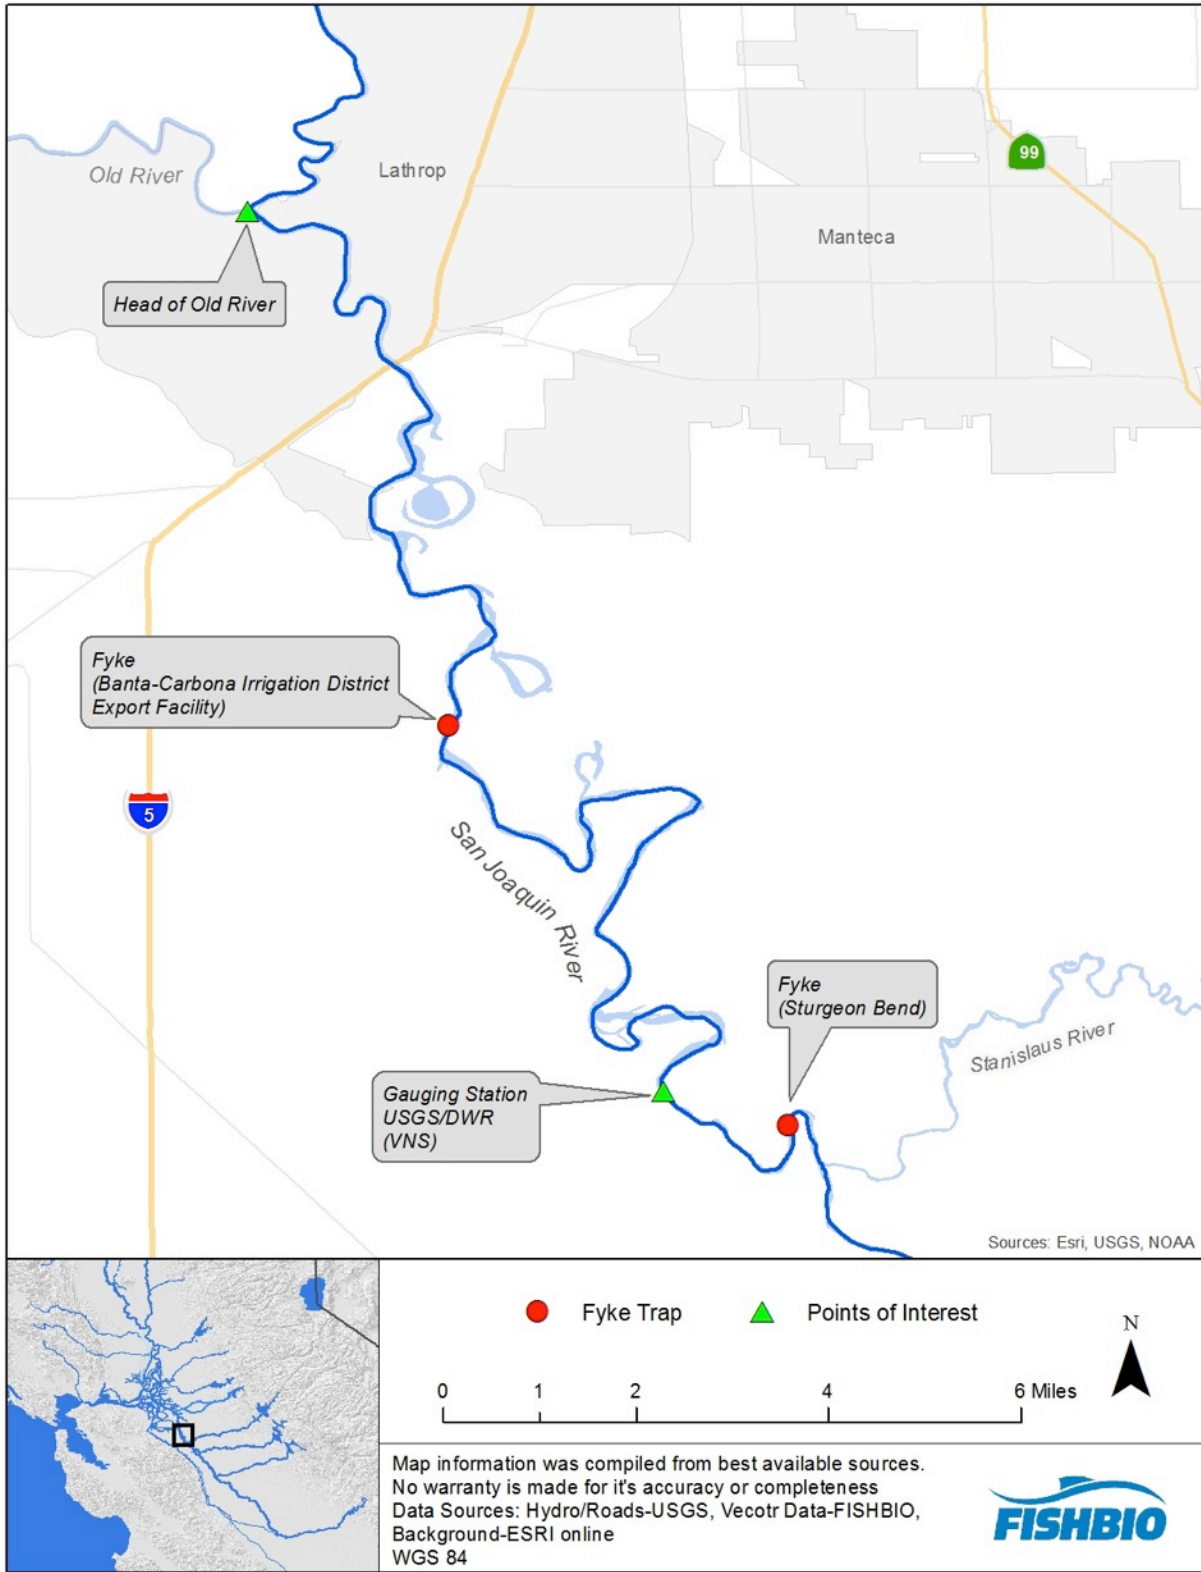 Old River
Lathrop
99
Manteca
Head of Old River
Fyke
(Banta-Carbona Irrigation District
Export Facility)
5
San Joaquin River
Fyke
(Sturgeon Bend)
Stanislaus River
Gauging Station
USGS/DWR
(VNS)
Sources: Esri, USGS, NOAA
Fyke Trap
Points of Interest
N
0 1 2 4 6 Miles
Map information was compiled from best available sources.
No warranty is made for it's accuracy or completeness
Data Sources: Hydro/Roads-USGS, Vecotr Data-FISHBIO,
Background-ESRI online
WGS 84
FISHBIO